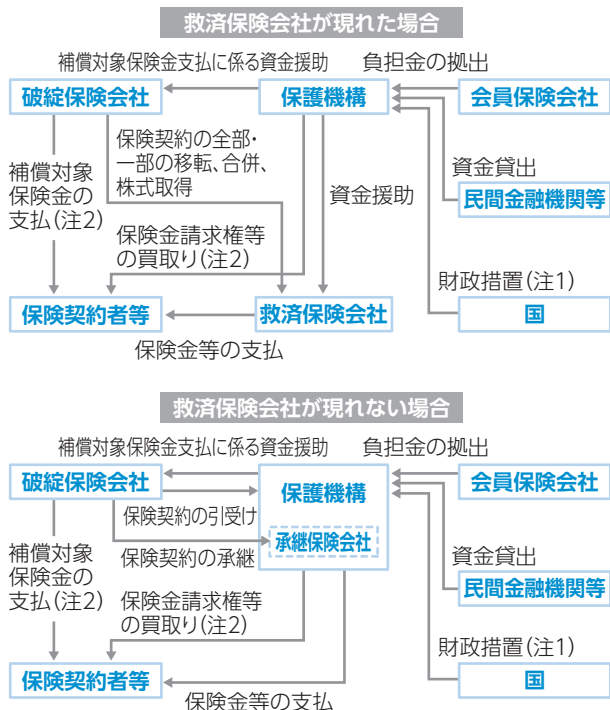 救済保険会社が現れた場合
補償対象保険金支払に係る資金援助
負担金の拠出
破綻保険会社
保護機構
会員保険会社
保険契約の全部・
一部の移転、合併、
株式取得
補償対象
保険金の
支払(注2)
資金援助
資金貸出
民間金融機関等
保険金請求権等
の買取り(注2)
財政措置(注1)
保険契約者等
救済保険会社
国
保険金等の支払
救済保険会社が現れない場合
補償対象保険金支払に係る資金援助
負担金の拠出
破綻保険会社
保護機構
会員保険会社
保険契約の引受け
承継保険会社
補償対象
保険金の
支払(注2)
保険契約の承継
資金貸出
民間金融機関等
保険金請求権等
の買取り(注2)
財政措置(注1)
保険契約者等
国
保険金等の支払